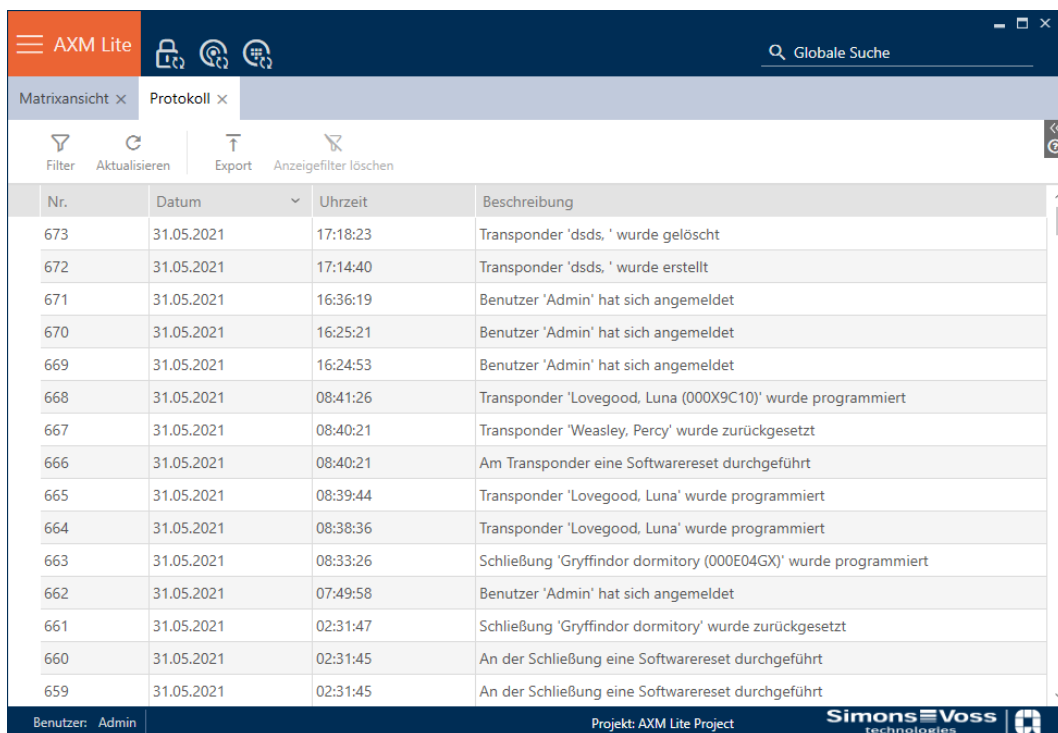 AXM Lite
Globale Suche
Matrixansicht × Protokoll ×
Filter Aktualisieren Export Anzeigefilter löschen
Nr. Datum Uhrzeit Beschreibung
673 31.05.2021 17:18:23 Transponder 'dsds, ' wurde gelöscht
672 31.05.2021 17:14:40 Transponder 'dsds, ' wurde erstellt
671 31.05.2021 16:36:19 Benutzer 'Admin' hat sich angemeldet
670 31.05.2021 16:25:21 Benutzer 'Admin' hat sich angemeldet
669 31.05.2021 16:24:53 Benutzer 'Admin' hat sich angemeldet
668 31.05.2021 08:41:26 Transponder 'Lovegood, Luna (000X9C10)' wurde programmiert
667 31.05.2021 08:40:21 Transponder 'Weasley, Percy' wurde zurückgesetzt
666 31.05.2021 08:40:21 Am Transponder eine Softwarereset durchgeführt
665 31.05.2021 08:39:44 Transponder 'Lovegood, Luna' wurde programmiert
664 31.05.2021 08:38:36 Transponder 'Lovegood, Luna' wurde programmiert
663 31.05.2021 08:33:26 Schließung 'Gryffindor dormitory (000E04GX)' wurde programmiert
662 31.05.2021 07:49:58 Benutzer 'Admin' hat sich angemeldet
661 31.05.2021 02:31:47 Schließung 'Gryffindor dormitory' wurde zurückgesetzt
660 31.05.2021 02:31:45 An der Schließung eine Softwarereset durchgeführt
659 31.05.2021 02:31:45 An der Schließung eine Softwarereset durchgeführt
Benutzer: Admin Projekt: AXM Lite Project SimonsVoss
technologies